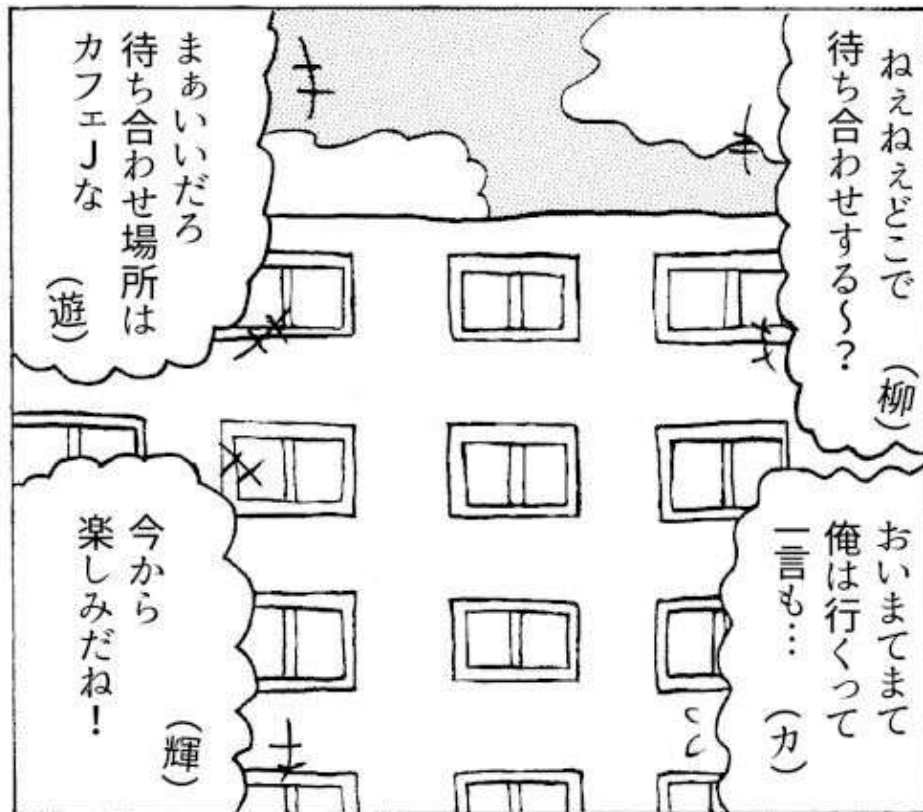 ねぇねぇどこで
待ち合わせする～？
（柳）
おいまてまて
俺は行くって
一言も…
（カ）
まぁいいだろ
待ち合わせ場所は
カフェJな
（遊）
今から
楽しみだね！
（輝）